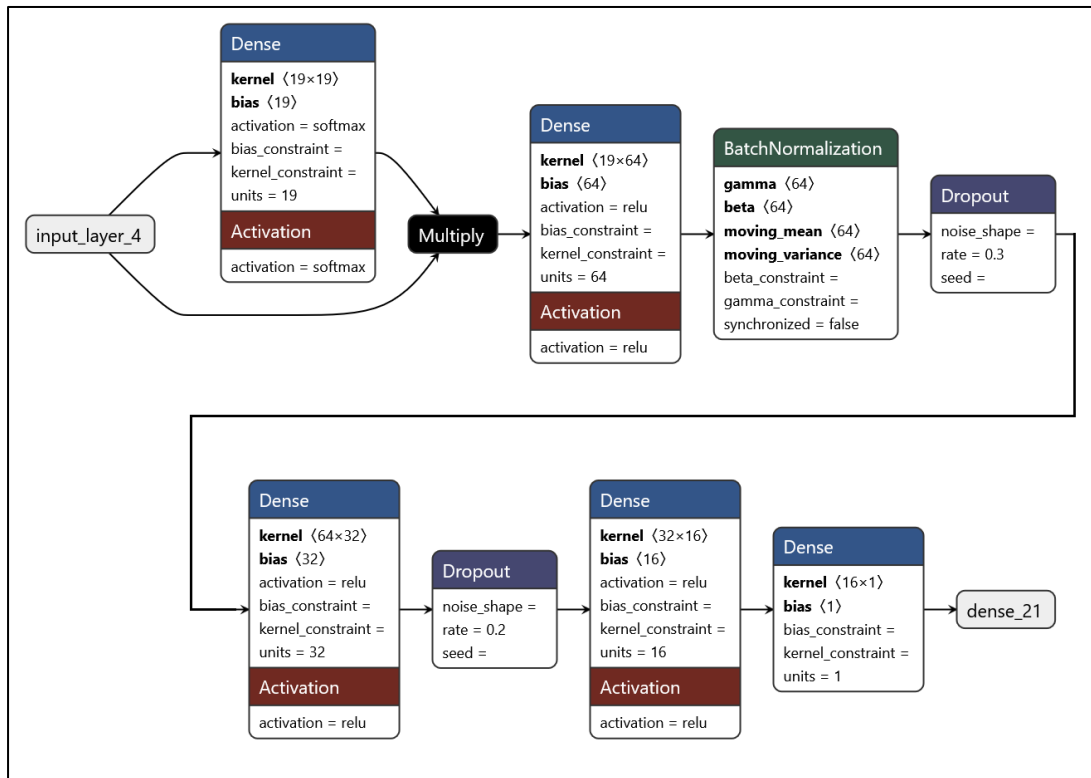 input_layer_4
Dense
kernel 〈19×19〉
bias 〈19〉
activation = softmax
bias_constraint =
kernel_constraint =
units = 19
Activation
activation = softmax
Multiply
Dense
kernel 〈19×64〉
bias 〈64〉
activation = relu
bias_constraint =
kernel_constraint =
units = 64
Activation
activation = relu
BatchNormalization
gamma 〈64〉
beta 〈64〉
moving_mean 〈64〉
moving_variance 〈64〉
beta_constraint =
gamma_constraint =
synchronized = false
Dropout
noise_shape =
rate = 0.3
seed =
Dense
kernel 〈64×32〉
bias 〈32〉
activation = relu
bias_constraint =
kernel_constraint =
units = 32
Activation
activation = relu
Dropout
noise_shape =
rate = 0.2
seed =
Dense
kernel 〈32×16〉
bias 〈16〉
activation = relu
bias_constraint =
kernel_constraint =
units = 16
Activation
activation = relu
Dense
kernel 〈16×1〉
bias 〈1〉
bias_constraint =
kernel_constraint =
units = 1
dense_21